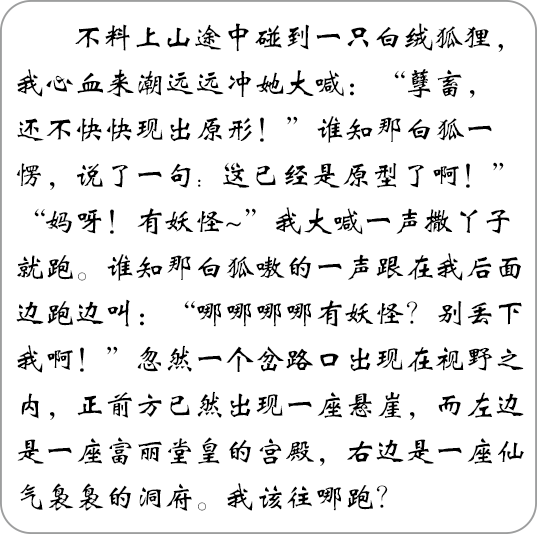 不料上山途中碰到一只白绒狐狸，
我心血来潮远远冲她大喊：“孽畜，
还不快快现出原形！”谁知那白狐一
愣，说了一句：“这已经是原型了啊！”
“妈呀！有妖怪~”我大喊一声撒丫子
就跑。谁知那白狐嗷的一声跟在我后面
边跑边叫：“哪哪哪哪有妖怪？别丢下
我啊！”忽然一个岔路口出现在视野之
内，正前方已然出现一座悬崖，而左边
是一座富丽堂皇的宫殿，右边是一座仙
气袅袅的洞府。我该往哪跑？